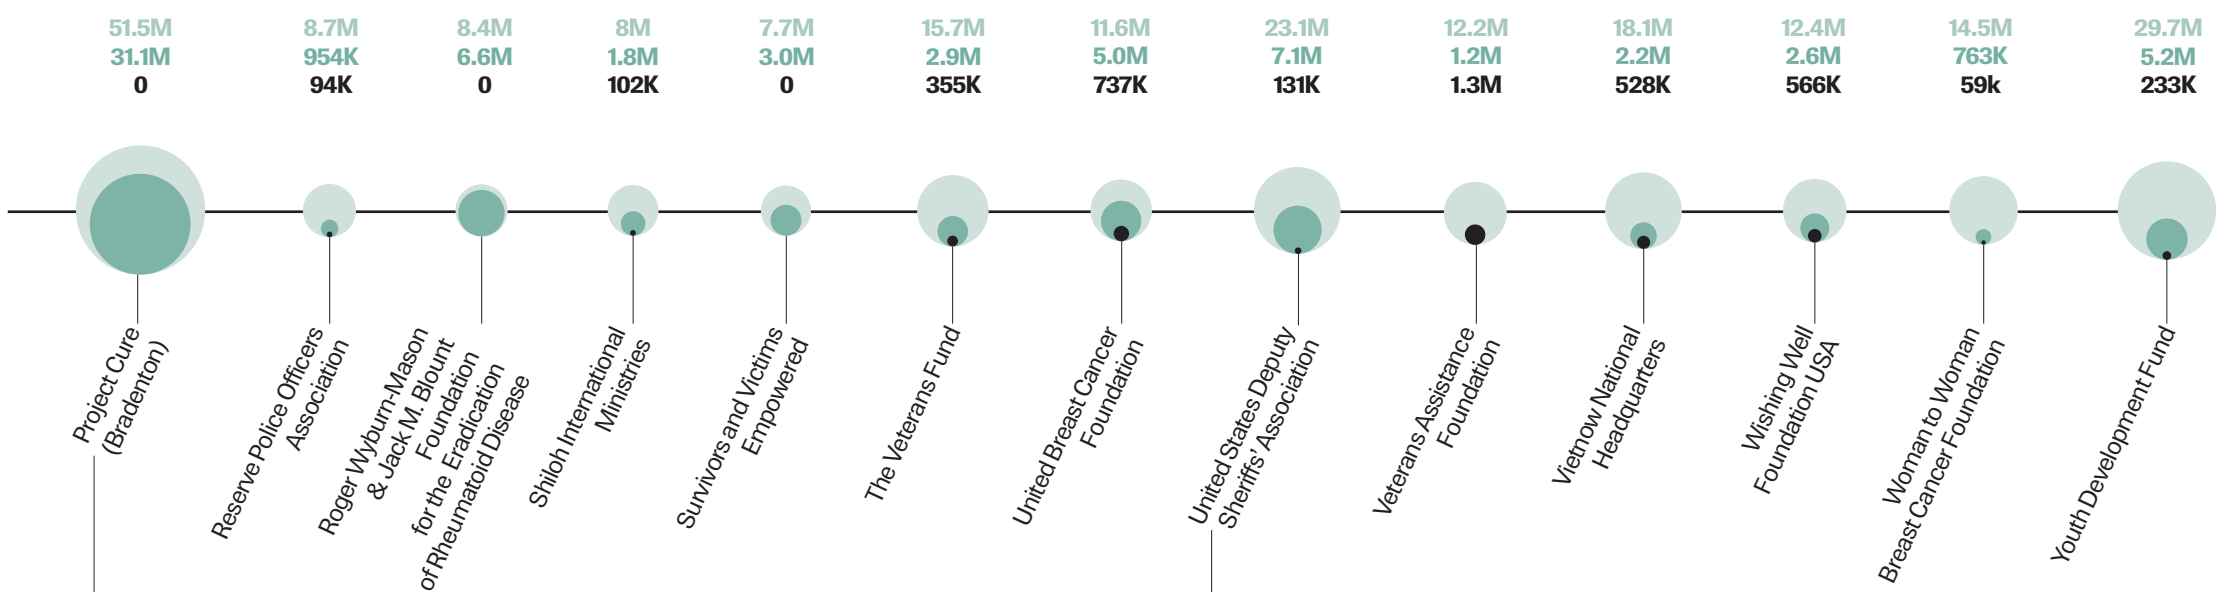 51.5M 8.7M 8.4M 8M 7.7M 15.7M 11.6M 23.1M 12.2M 18.1M 12.4M 14.5M 29.7M
31.1M 954K 6.6M 1.8M 3.0M 2.9M 5.0M 7.1M 1.2M 2.2M 2.6M 763K 5.2M
0 94K 0 102K 0 355K 737K 131K 1.3M 528K 566K 59k 233K
Project Cure
(Bradenton)
Reserve Police Officers
Association
Roger Wyburn-Mason
& Jack M. Blount
Foundation
for the Eradication
of Rheumatoid Disease
Shiloh International
Ministries
Survivors and Victims
Empowered
The Veterans Fund
United Breast Cancer
Foundation
United States Deputy
Sheriffs' Association
Veterans Assistance
Foundation
Vietnow National
Headquarters
Wishing Well
Foundation USA
Woman to Woman
Breast Cancer Foundation
Youth Development Fund